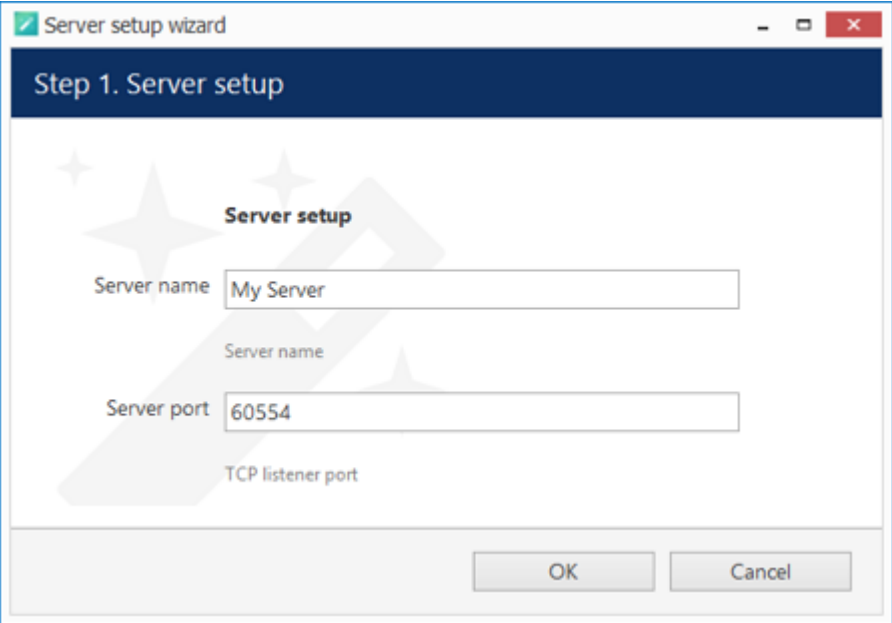 Server setup wizard
Step 1. Server setup
Server setup
Server name My Server
Server name
Server port 60554
TCP listener port
OK Cancel